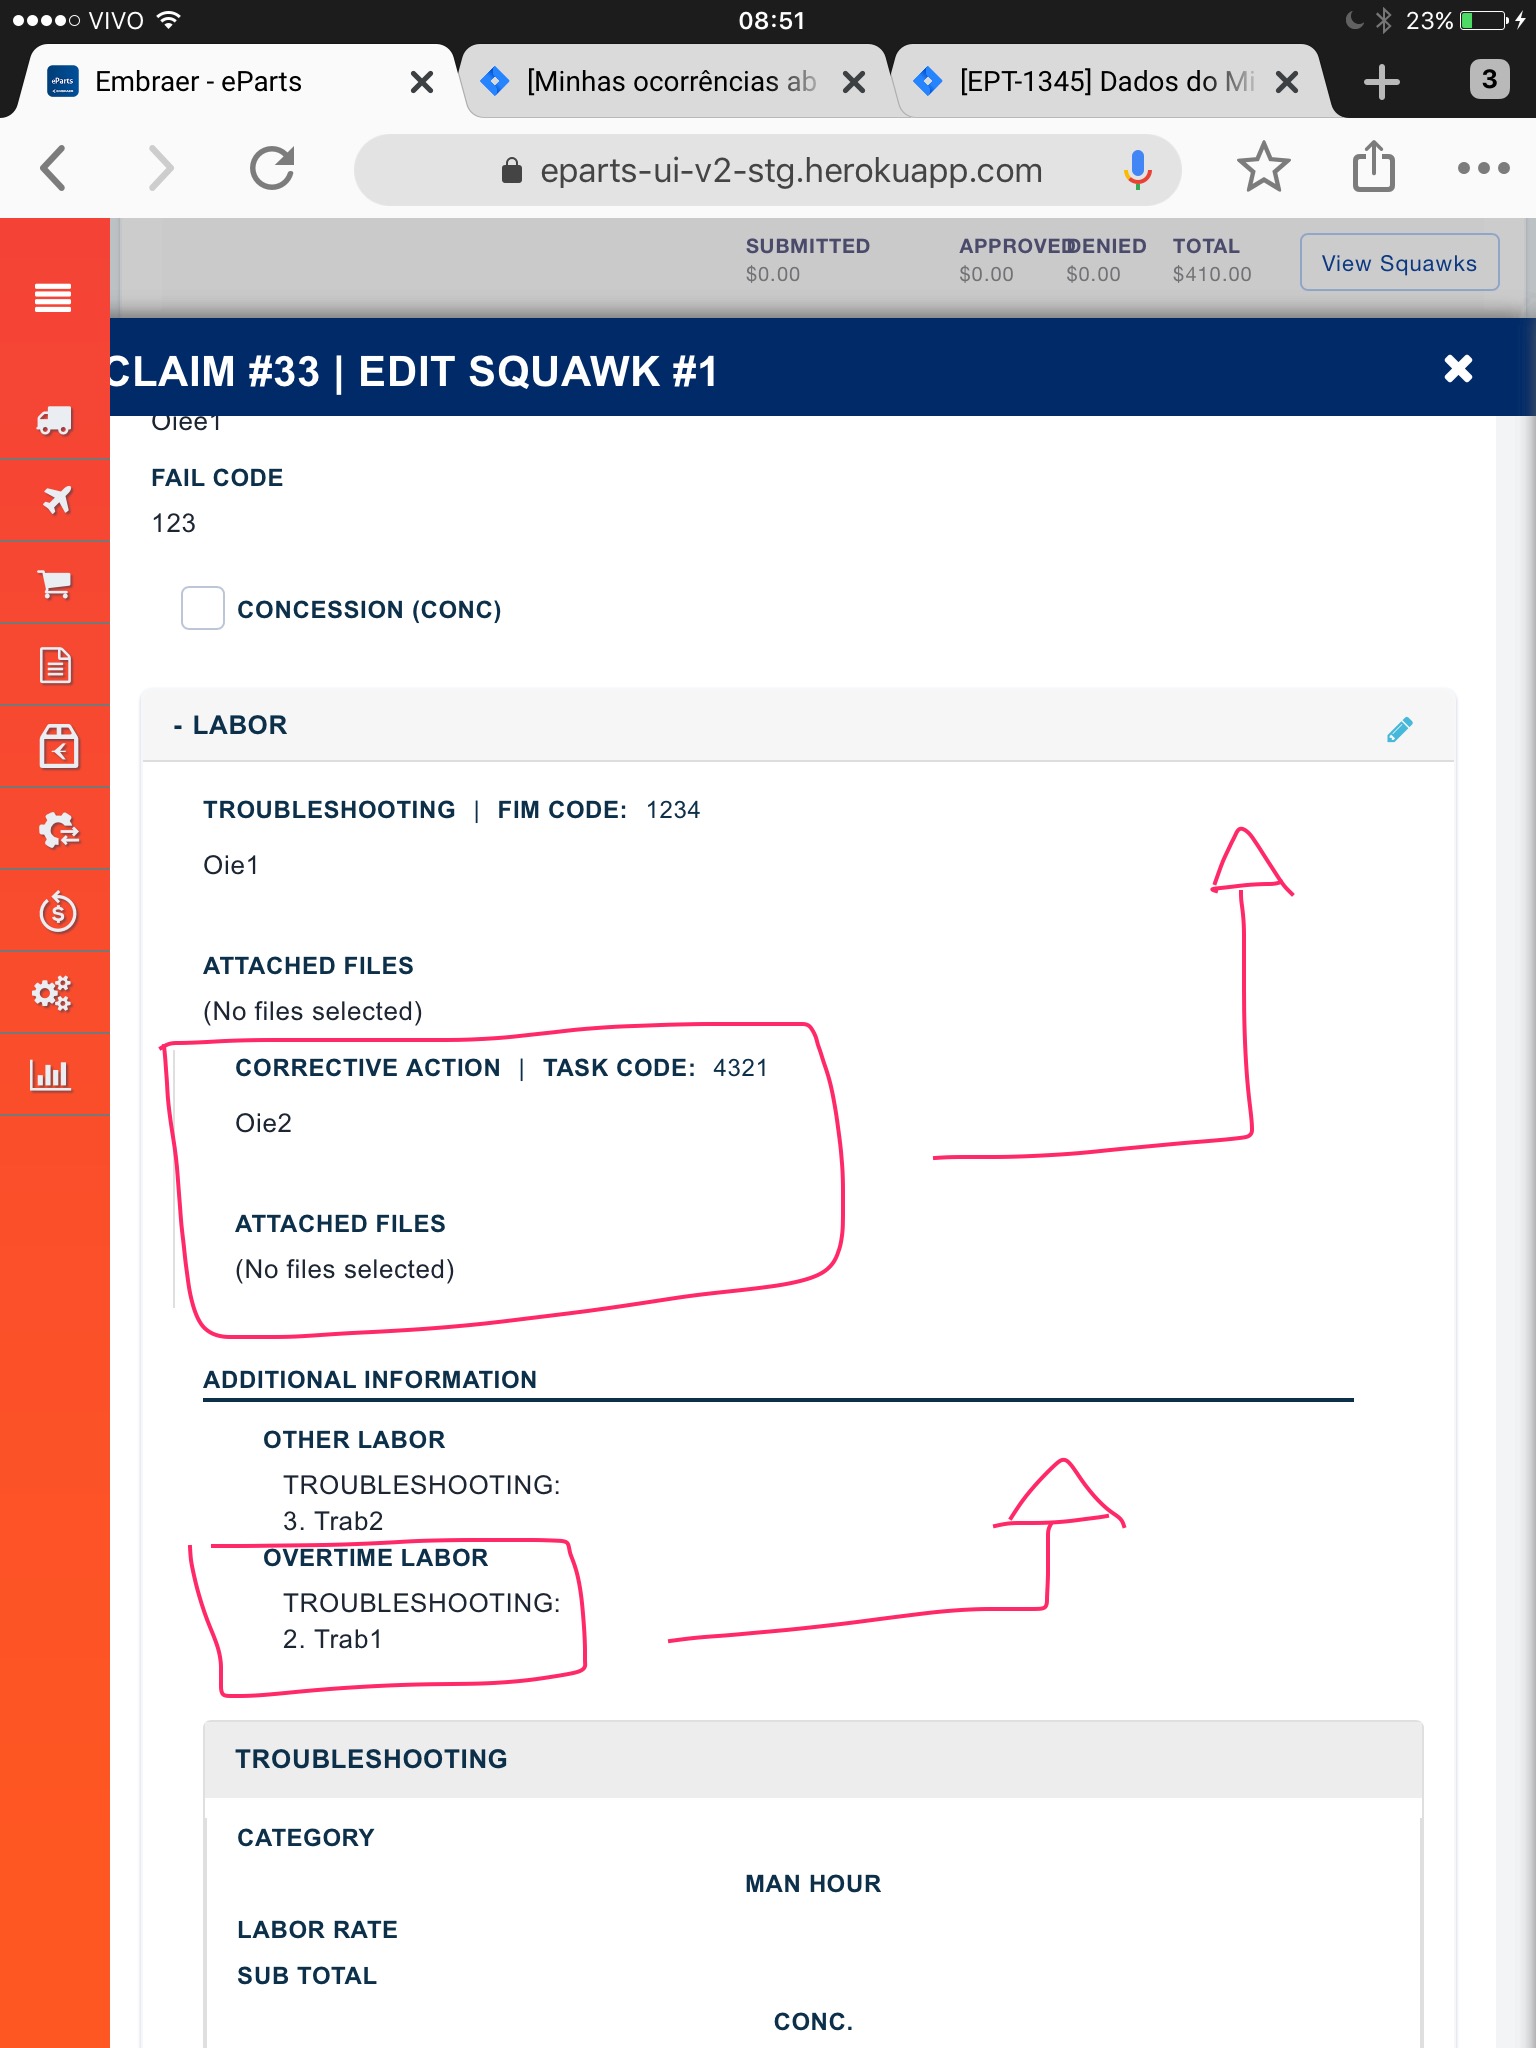 VIVO 08:51 23%
Embraer - eParts [Minhas ocorrências ab [EPT-1345] Dados do Mi 3
eparts-ui-v2-stg.herokuapp.com
SUBMITTED APPROVED DENIED TOTAL
$0.00 $0.00 $0.00 $410.00 View Squawks
CLAIM #33 | EDIT SQUAWK #1
Oiee1
FAIL CODE
123
CONCESSION (CONC)
- LABOR
TROUBLESHOOTING | FIM CODE: 1234
Oie1
ATTACHED FILES
(No files selected)
CORRECTIVE ACTION | TASK CODE: 4321
Oie2
ATTACHED FILES
(No files selected)
ADDITIONAL INFORMATION
OTHER LABOR
TROUBLESHOOTING:
3. Trab2
OVERTIME LABOR
TROUBLESHOOTING:
2. Trab1
TROUBLESHOOTING
CATEGORY
MAN HOUR
LABOR RATE
SUB TOTAL
CONC.